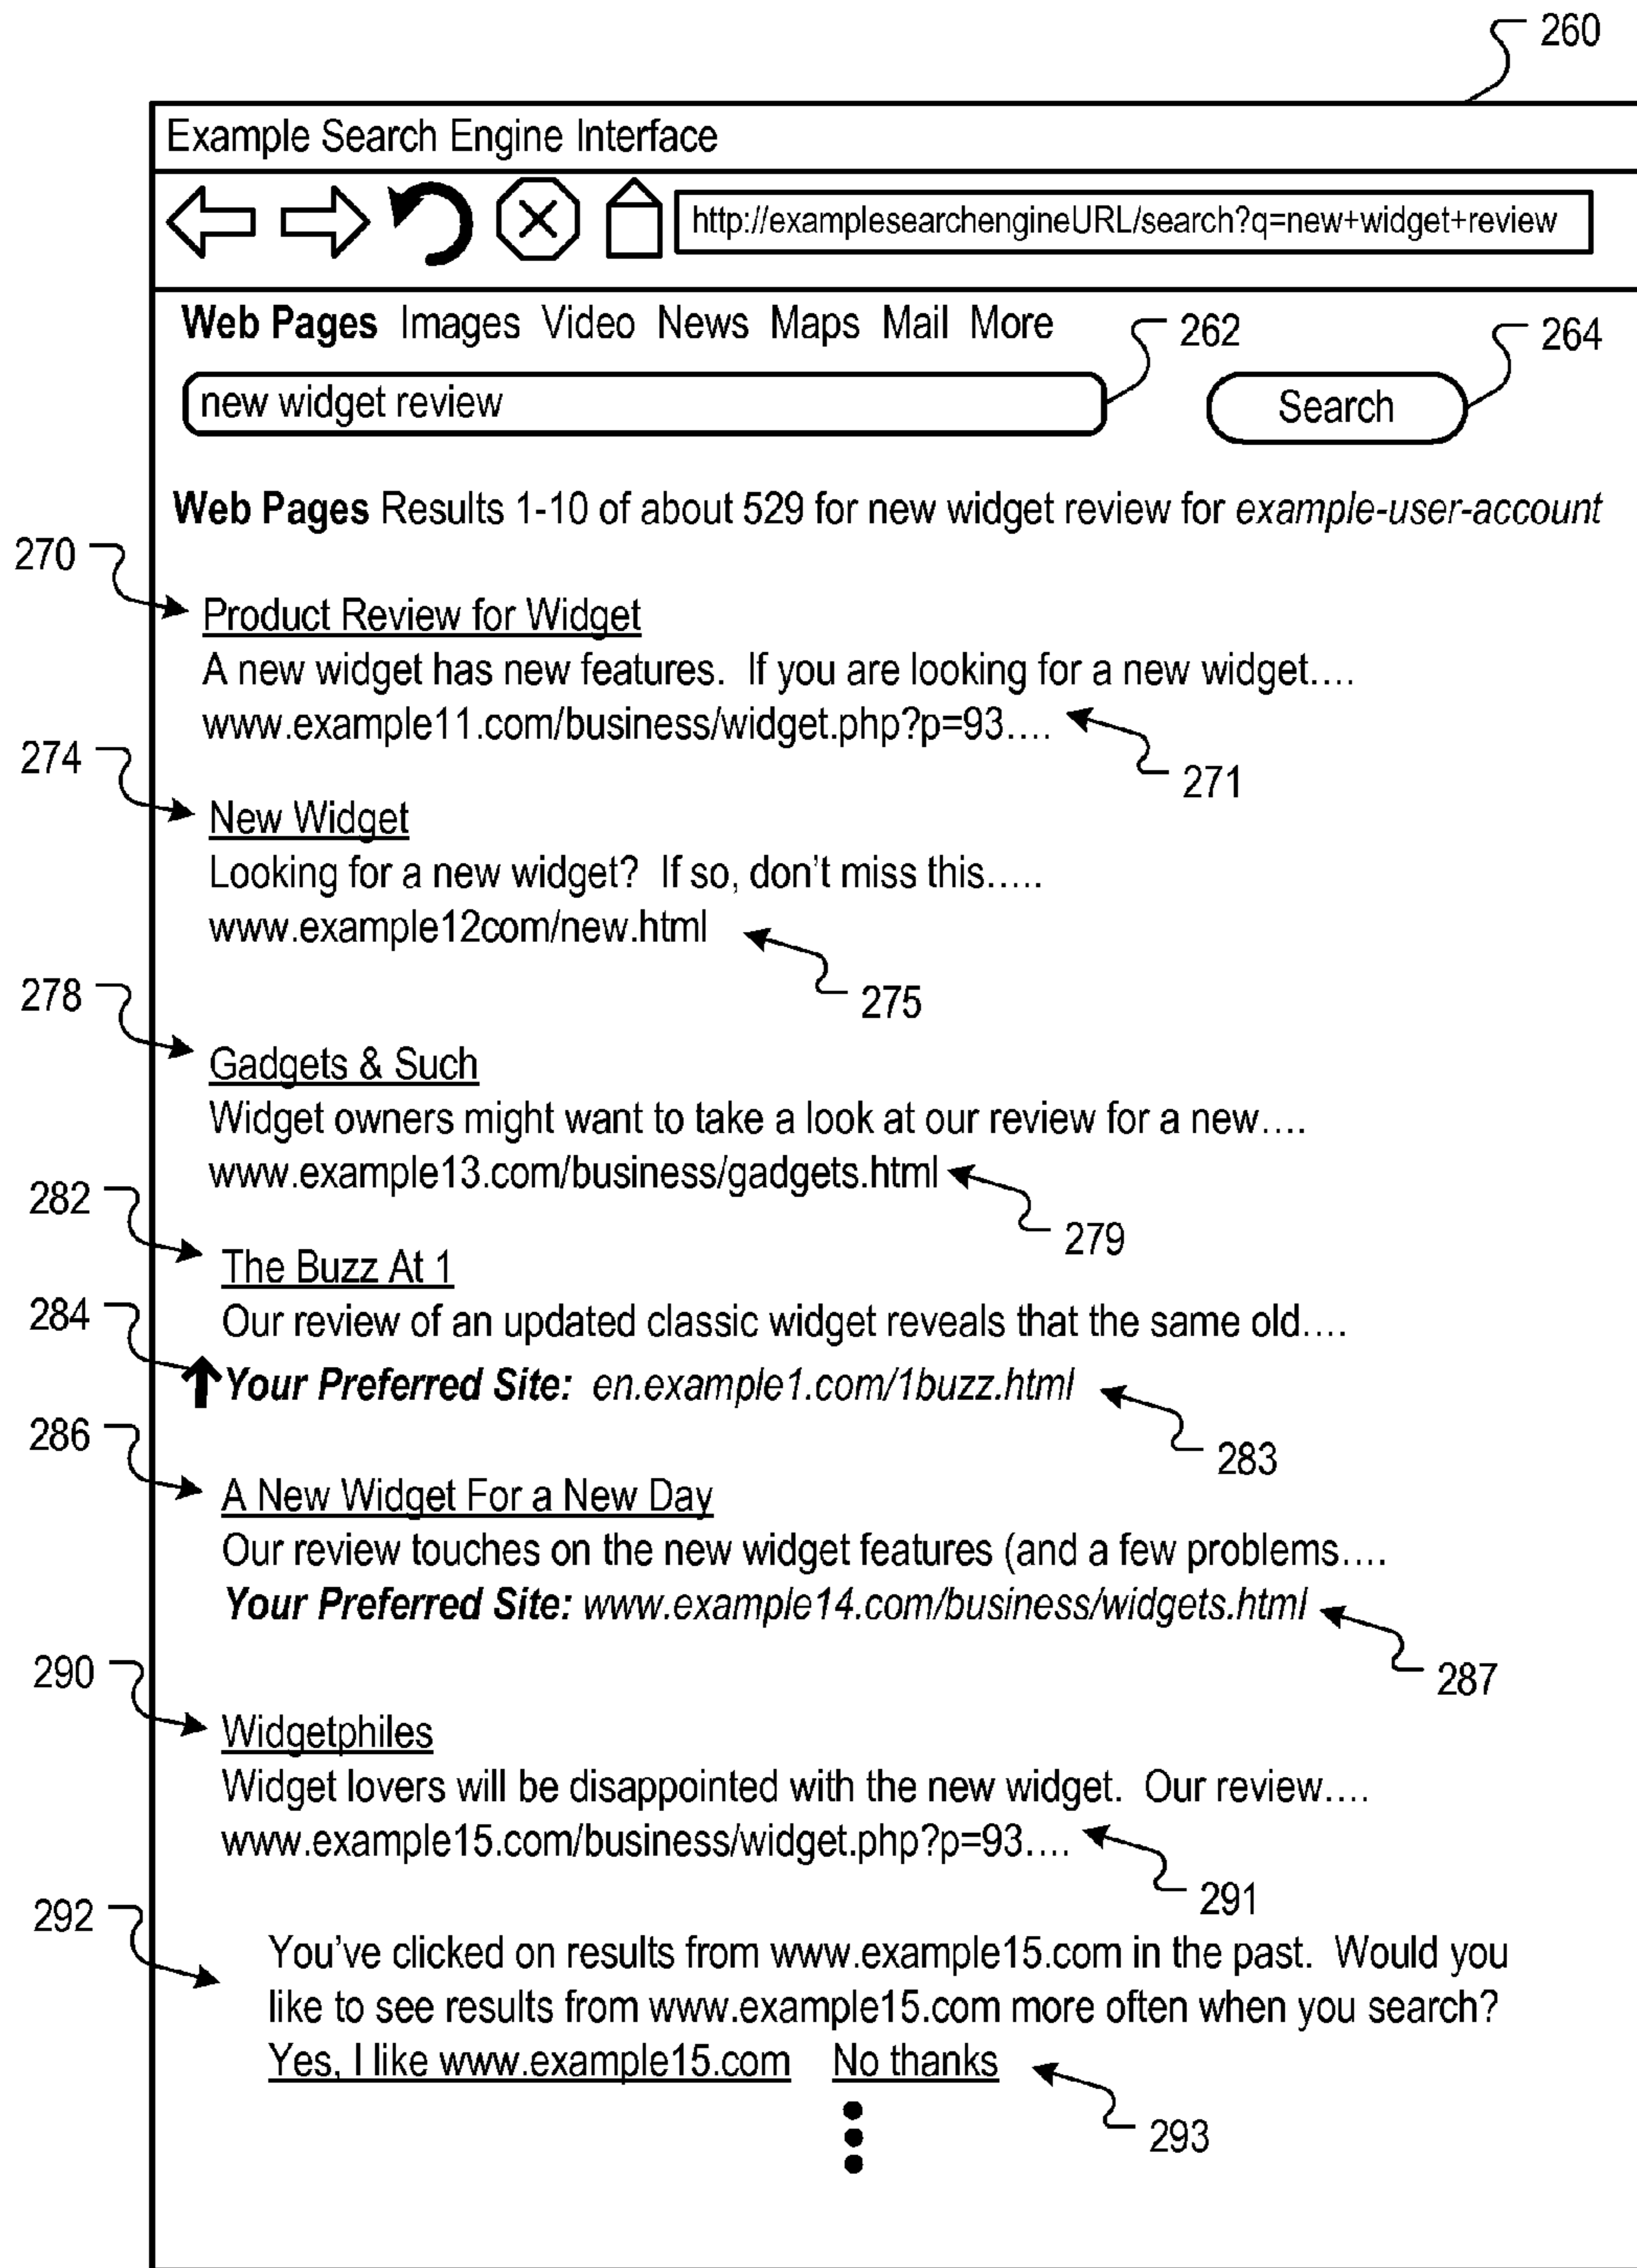 260
Example Search Engine Interface
http://examplesearchengineURL/search?q=new+widget+review
Web Pages Images Video News Maps Mail More
262
264
new widget review
Search
Web Pages Results 1-10 of about 529 for new widget review for example-user-account
270
Product Review for Widget
A new widget has new features. If you are looking for a new widget....
www.example11.com/business/widget.php?p=93....
271
274
New Widget
Looking for a new widget? If so, don't miss this.....
www.example12com/new.html
275
278
Gadgets & Such
Widget owners might want to take a look at our review for a new....
www.example13.com/business/gadgets.html
279
282
The Buzz At 1
284
Our review of an updated classic widget reveals that the same old....
Your Preferred Site: en.example1.com/1buzz.html
283
286
A New Widget For a New Day
Our review touches on the new widget features (and a few problems....
Your Preferred Site: www.example14.com/business/widgets.html
287
290
Widgetphiles
Widget lovers will be disappointed with the new widget. Our review....
www.example15.com/business/widget.php?p=93....
291
292
You've clicked on results from www.example15.com in the past. Would you
like to see results from www.example15.com more often when you search?
Yes, I like www.example15.com No thanks
293